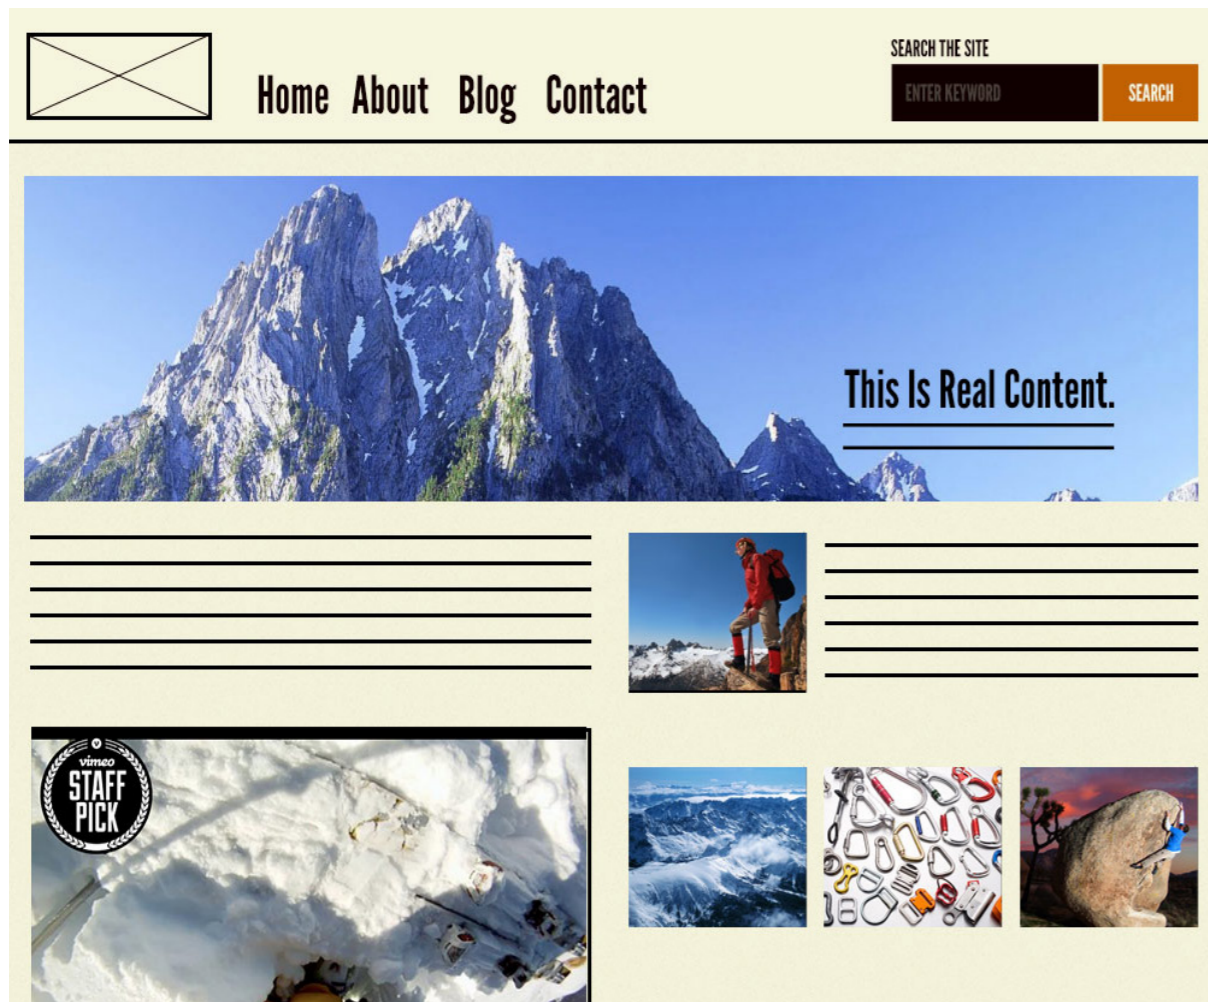 SEARCH THE SITE
Home About Blog Contact
ENTER KEYWORD
SEARCH
This Is Real Content.
vimeo
STAFF
PICK